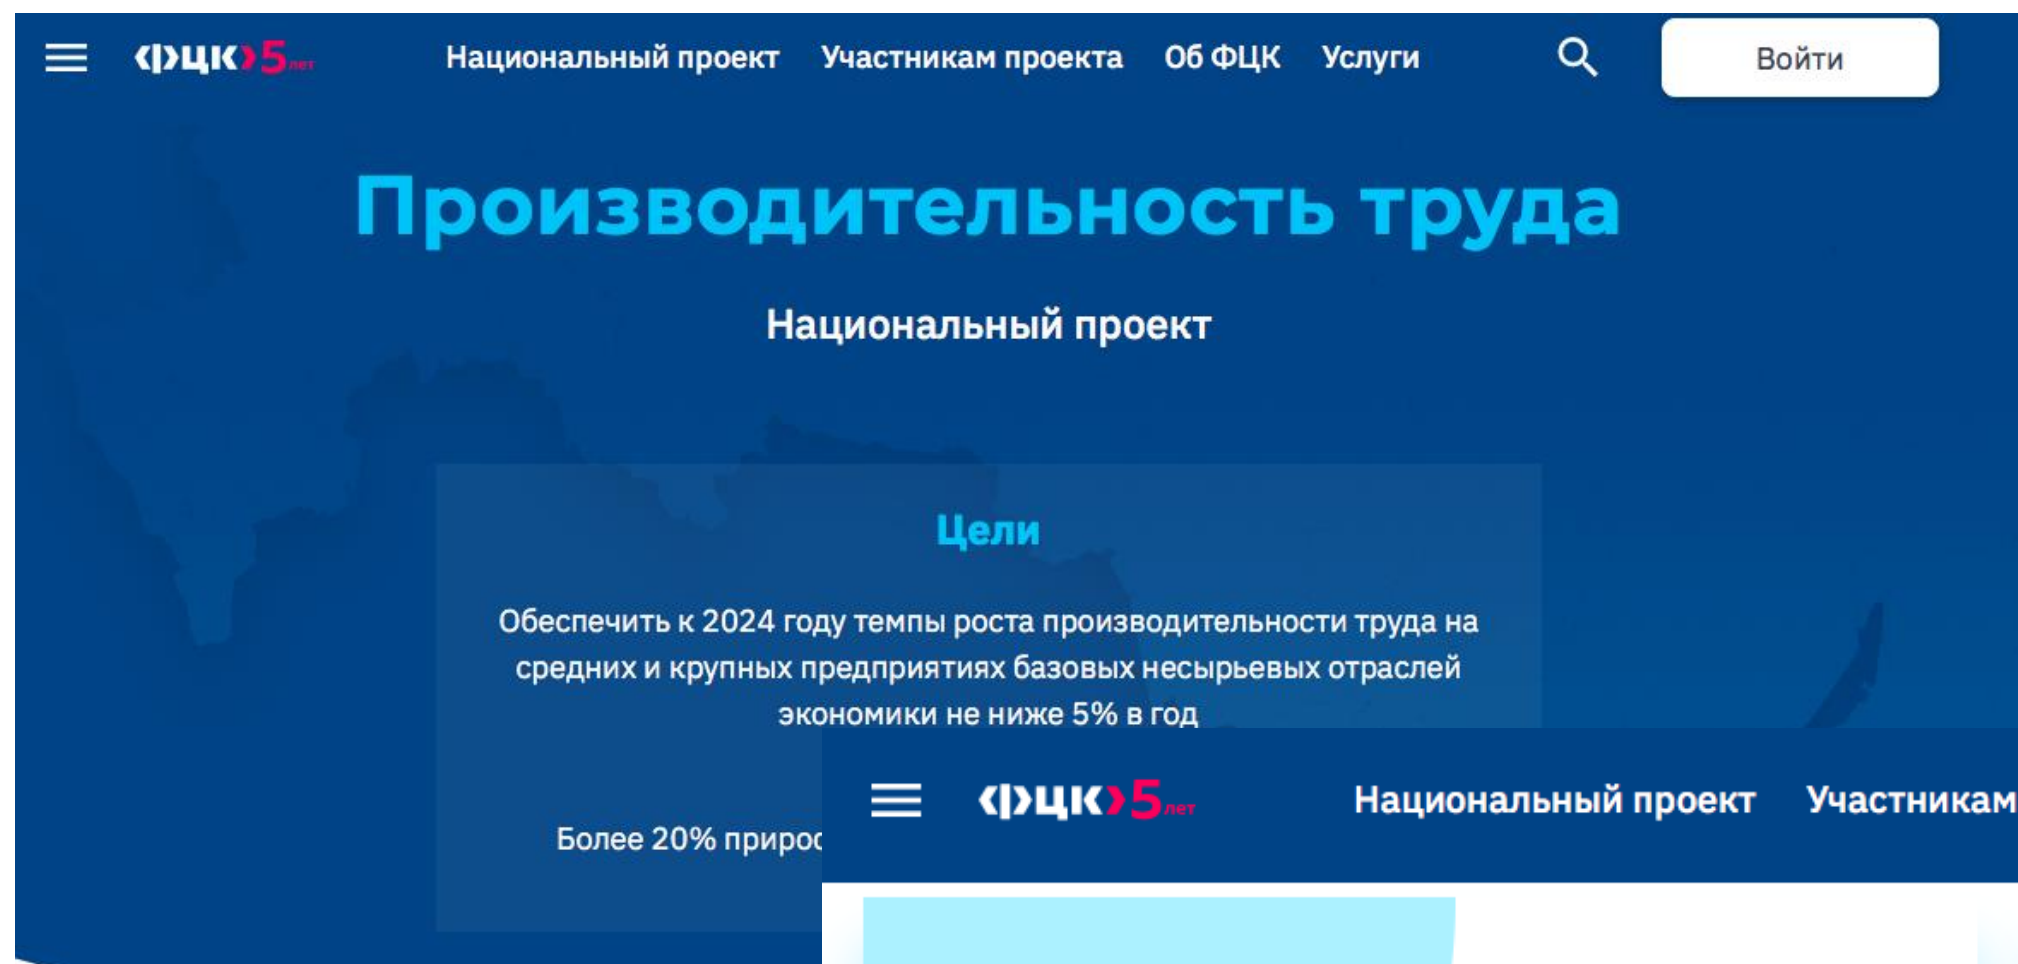 ФЦК 5 лет
Национальный проект Участникам проекта Об ФЦК Услуги
Войти
Производительность труда
Национальный проект
Цели
Обеспечить к 2024 году темпы роста производительности труда на
средних и крупных предприятиях базовых несырьевых отраслей
экономики не ниже 5% в год
Более 20%
ФЦК 5 лет
Национальный проект Участникам